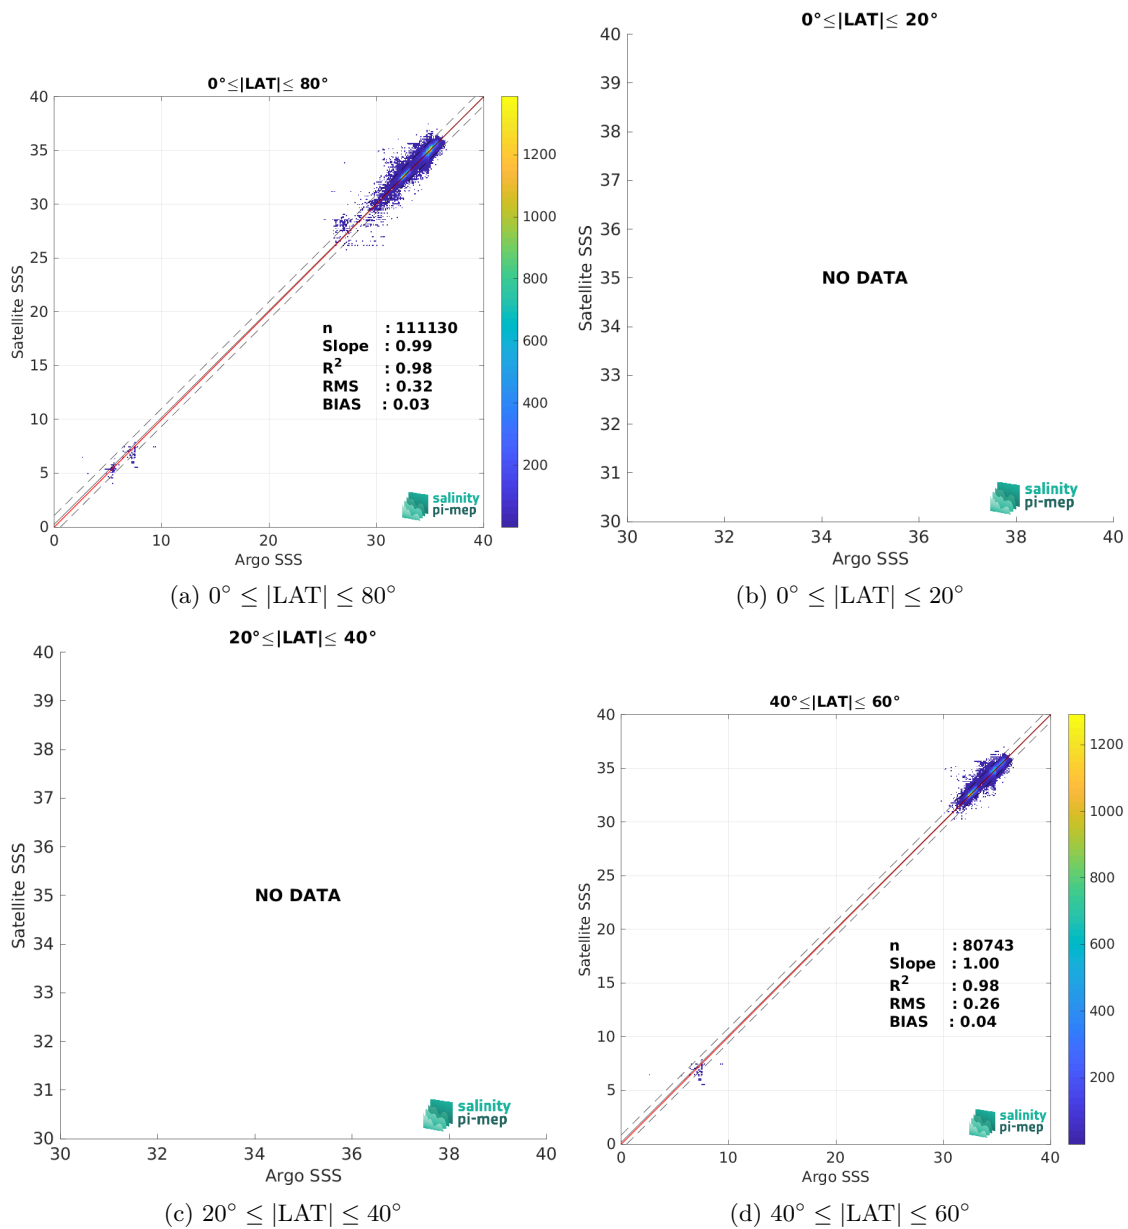 0°≤|LAT|≤ 80°
40
35
30
25
20
15
10
5
0
0
10
20
30
40
Satellite SSS
Argo SSS
n : 111130
Slope : 0.99
R² : 0.98
RMS : 0.32
BIAS : 0.03
salinity
pi-mep
1200
1000
800
600
400
200
(a) 0° ≤ |LAT| ≤ 80°
0°≤|LAT|≤ 20°
40
39
38
37
36
35
34
33
32
31
30
30
32
34
36
38
40
Satellite SSS
Argo SSS
NO DATA
salinity
pi-mep
(b) 0° ≤ |LAT| ≤ 20°
20°≤|LAT|≤ 40°
40
39
38
37
36
35
34
33
32
31
30
30
32
34
36
38
40
Satellite SSS
Argo SSS
NO DATA
salinity
pi-mep
(c) 20° ≤ |LAT| ≤ 40°
40°≤|LAT|≤ 60°
40
35
30
25
20
15
10
5
0
0
10
20
30
40
Satellite SSS
Argo SSS
n : 80743
Slope : 1.00
R² : 0.98
RMS : 0.26
BIAS : 0.04
salinity
pi-mep
1200
1000
800
600
400
200
(d) 40° ≤ |LAT| ≤ 60°